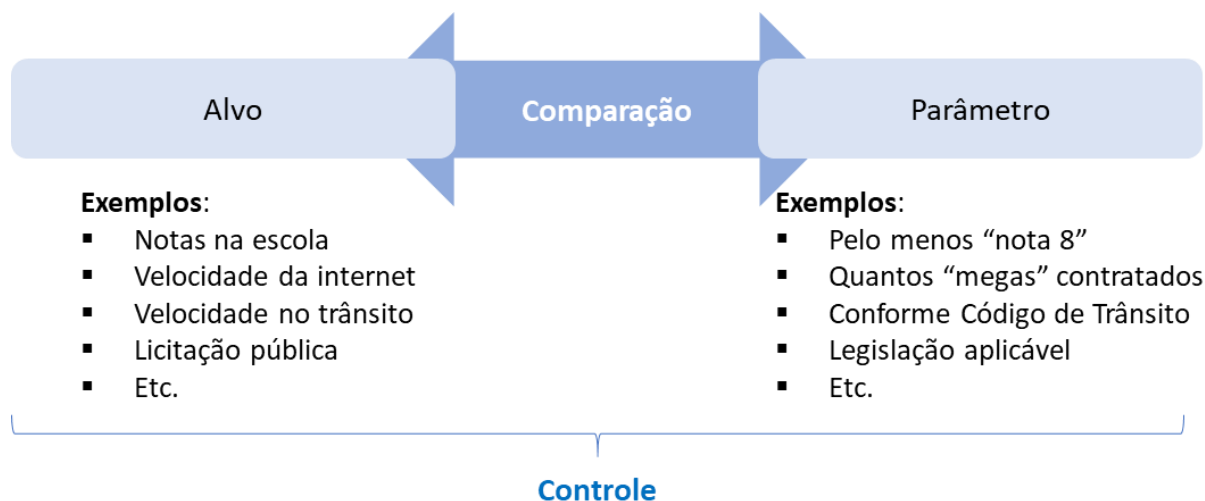 Alvo
Comparação
Parâmetro
Exemplos:
▪ Notas na escola
▪ Velocidade da internet
▪ Velocidade no trânsito
▪ Licitação pública
▪ Etc.
Exemplos:
▪ Pelo menos “nota 8”
▪ Quantos “megas” contratados
▪ Conforme Código de Trânsito
▪ Legislação aplicável
▪ Etc.
Controle